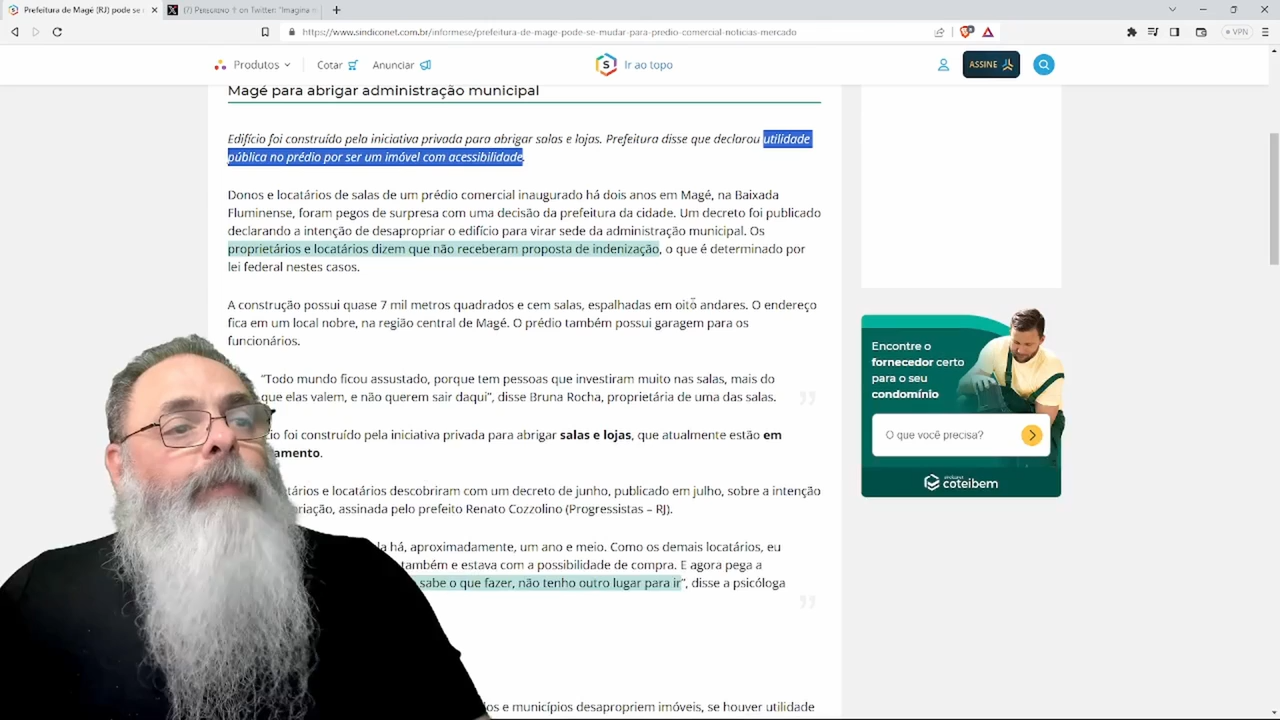 Prefeitura de Magé (RJ) pode se
(7) Peregrino ✝ on Twitter: "Imagina
https://www.sindiconet.com.br/informese/prefeitura-de-mage-pode-se-mudar-para-predio-comercial-noticias-mercado
VPN
Produtos
Cotar
Anunciar
S
Ir ao topo
ASSINE
Magé para abrigar administração municipal
Edifício foi construído pela iniciativa privada para abrigar salas e lojas. Prefeitura disse que declarou utilidade
pública no prédio por ser um imóvel com acessibilidade.
Donos e locatários de salas de um prédio comercial inaugurado há dois anos em Magé, na Baixada
Fluminense, foram pegos de surpresa com uma decisão da prefeitura da cidade. Um decreto foi publicado
declarando a intenção de desapropriar o edifício para virar sede da administração municipal. Os
proprietários e locatários dizem que não receberam proposta de indenização, o que é determinado por
lei federal nestes casos.
A construção possui quase 7 mil metros quadrados e cem salas, espalhadas em oito andares. O endereço
fica em um local nobre, na região central de Magé. O prédio também possui garagem para os
funcionários.
“Todo mundo ficou assustado, porque tem pessoas que investiram muito nas salas, mais do
que elas valem, e não querem sair daqui”, disse Bruna Rocha, proprietária de uma das salas.
”
cio foi construído pela iniciativa privada para abrigar salas e lojas, que atualmente estão em
amento.
tários e locatários descobriram com um decreto de junho, publicado em julho, sobre a intenção
riação, assinada pelo prefeito Renato Cozzolino (Progressistas – RJ).
la há, aproximadamente, um ano e meio. Como os demais locatários, eu
também e estava com a possibilidade de compra. E agora pega a
sabe o que fazer, não tenho outro lugar para ir”, disse a psicóloga
”
os e municípios desapropriem imóveis, se houver utilidade
Encontre o
fornecedor certo
para o seu
condomínio
O que você precisa?
coteibem